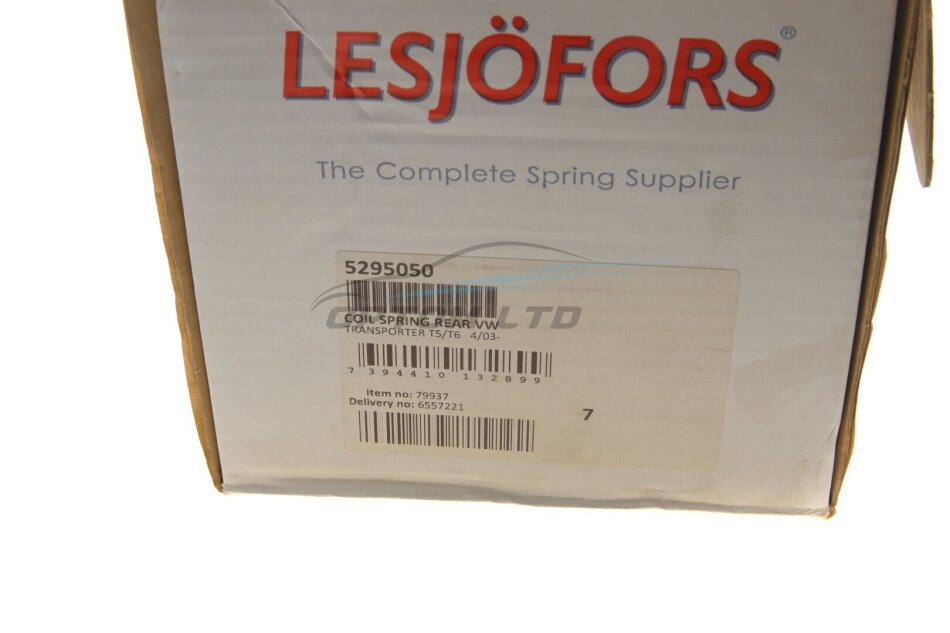 LESJÖFORS®
The Complete Spring Supplier
5295050
COIL SPRING REAR VW
TRANSPORTER T5/T6 4/03-
7 394410 132899
Item no: 79937
Delivery no: 6557221
7
LTD